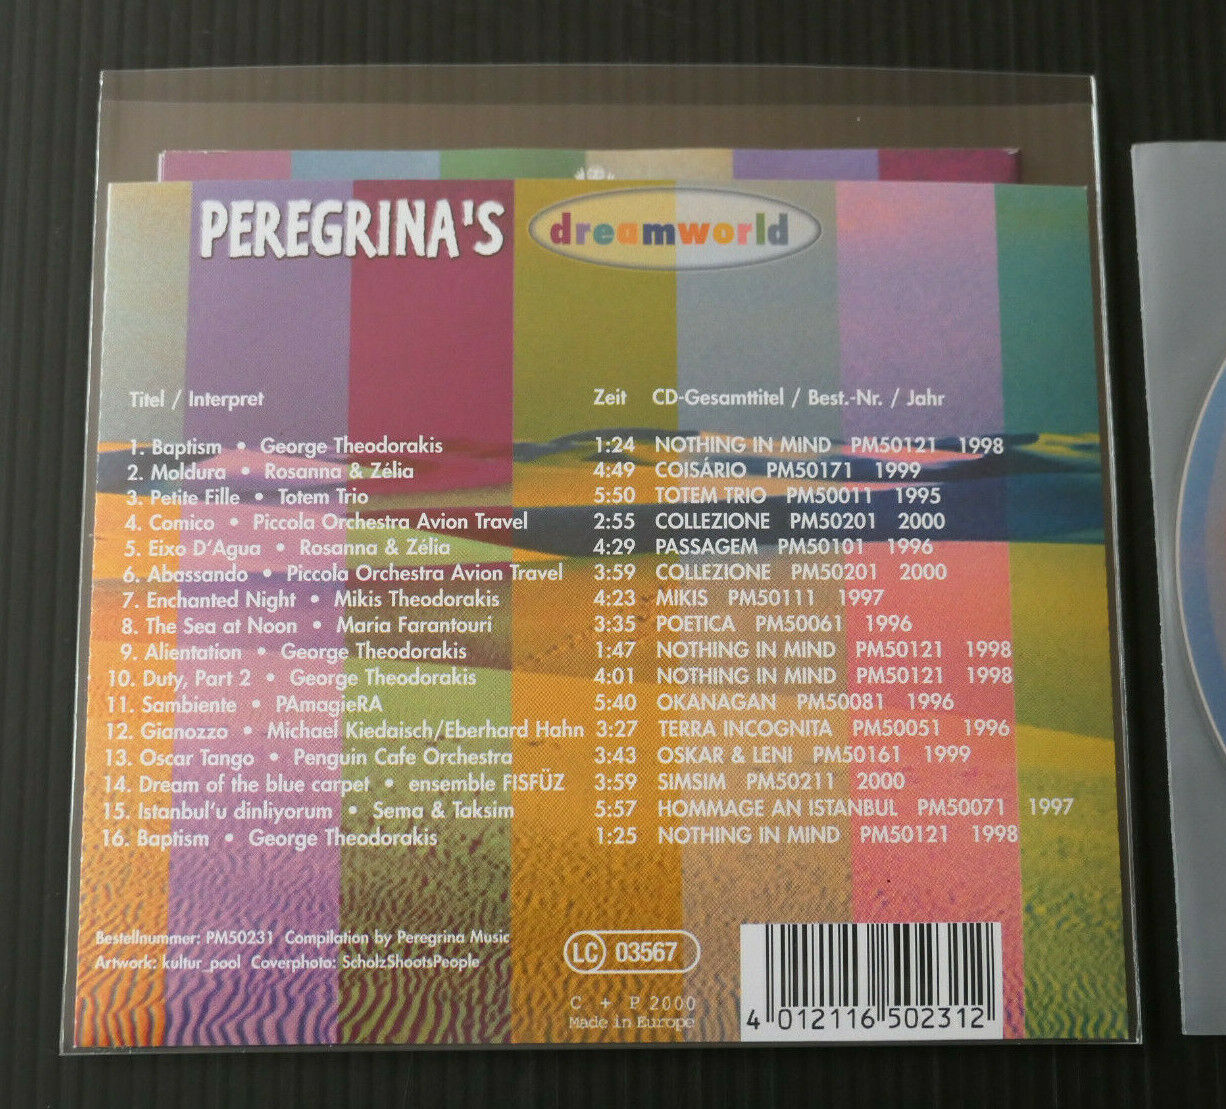 PEREGRINA'S dreamworld
Titel / Interpret Zeit CD-Gesamttitel / Best.-Nr. / Jahr
1. Baptism • George Theodorakis 1:24 NOTHING IN MIND PM50121 1998
2. Moldura • Rosanna & Zélia 4:49 COISÁRIO PM50171 1999
3. Petite Fille • Totem Trio 5:50 TOTEM TRIO PM50011 1995
4. Comico • Piccola Orchestra Avion Travel 2:55 COLLEZIONE PM50201 2000
5. Eixo D'Agua • Rosanna & Zélia 4:29 PASSAGEM PM50101 1996
6. Abassando • Piccola Orchestra Avion Travel 3:59 COLLEZIONE PM50201 2000
7. Enchanted Night • Mikis Theodorakis 4:23 MIKIS PM50111 1997
8. The Sea at Noon • Maria Farantourí 3:35 POETICA PM50061 1996
9. Alientation • George Theodorakis 1:47 NOTHING IN MIND PM50121 1998
10. Duty, Part 2 • George Theodorakis 4:01 NOTHING IN MIND PM50121 1998
11. Sambiente • PAmagieRA 5:40 OKANAGAN PM50081 1996
12. Gianozzo • Michael Kiedaisch/Eberhard Hahn 3:27 TERRA INCOGNITA PM50051 1996
13. Oscar Tango • Penguin Cafe Orchestra 3:43 OSKAR & LENI PM50161 1999
14. Dream of the blue carpet • ensemble FISFÜZ 3:59 SIMSIM PM50211 2000
15. Istanbul'u dinliyorum • Sema & Taksim 5:57 HOMMAGE AN ISTANBUL PM50071 1997
16. Baptism • George Theodorakis 1:25 NOTHING IN MIND PM50121 1998
Bestellnummer: PM50231 Compilation by Peregrina Music
Artwork: kultur_pool Coverphoto: ScholzShootsPeople
LC 03567
C + P 2000
Made in Europe
4 012116 502312